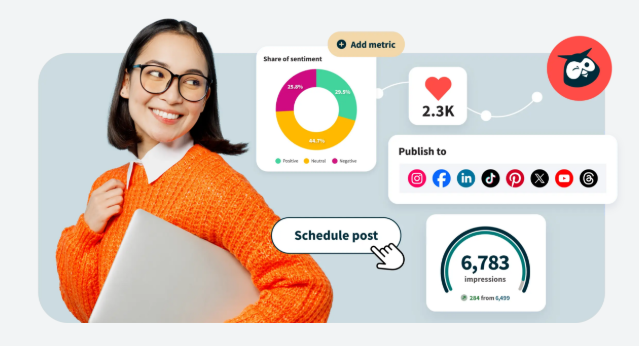 Add metric
Share of sentiment
25.8%
29.5%
44.7%
Positive Neutral Negative
2.3K
Publish to
Schedule post
6,783
impressions
284 from 6,499